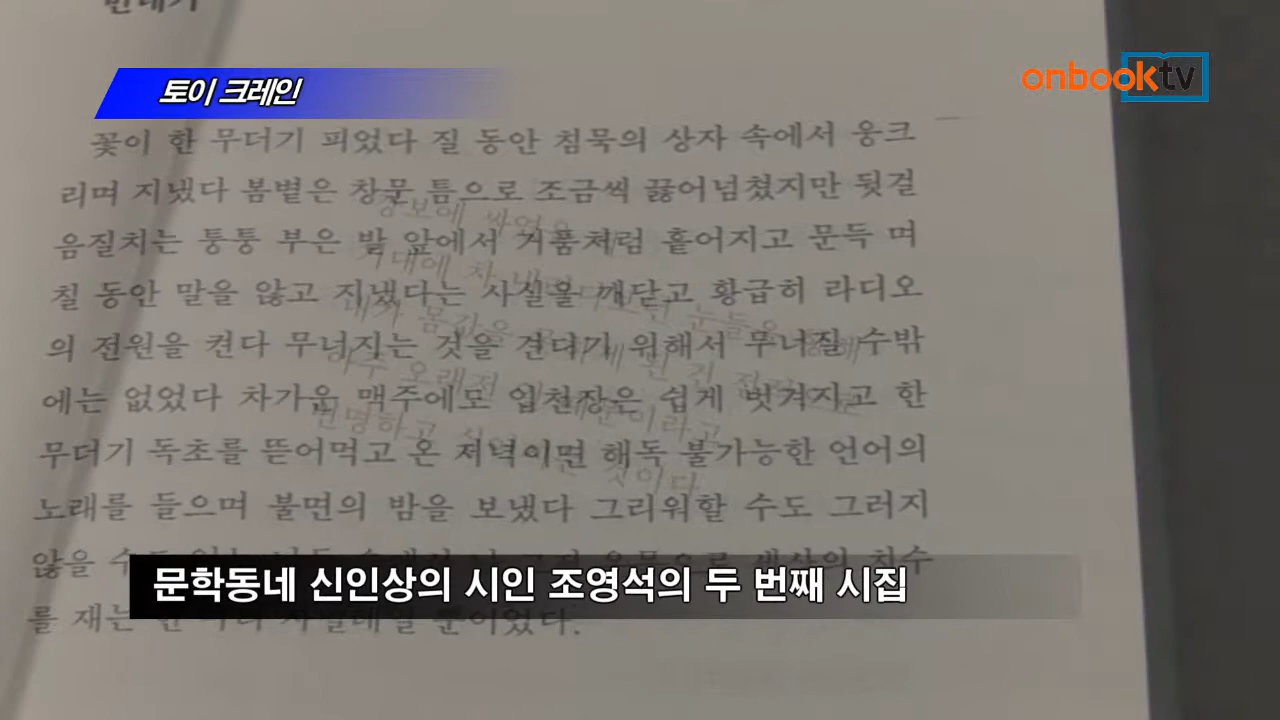 토이 크레인
onbooktv
꽃이 한 무더기 피었다 질 동안 침묵의 상자 속에서 웅크
리며 지냈다 봄볕은 창문 틈으로 조금씩 끓어넘쳤지만 뒷걸
음질치는 퉁퉁 부은 발 앞에서 거품처럼 흩어지고 문득 며
칠 동안 말을 않고 지냈다는 사실을 깨닫고 황급히 라디오
의 전원을 켠다 무너지는 것을 견디기 위해서 무너질 수밖
에는 없었다 차가운 맥주에도 입천장은 쉽게 벗겨지고 한
무더기 독초를 뜯어먹고 온 저녁이면 해독 불가능한 언어의
노래를 들으며 불면의 밤을 보냈다 그리워할 수도 그러지
않을
문학동네 신인상의 시인 조영석의 두 번째 시집
를 재는 뿐이었다.